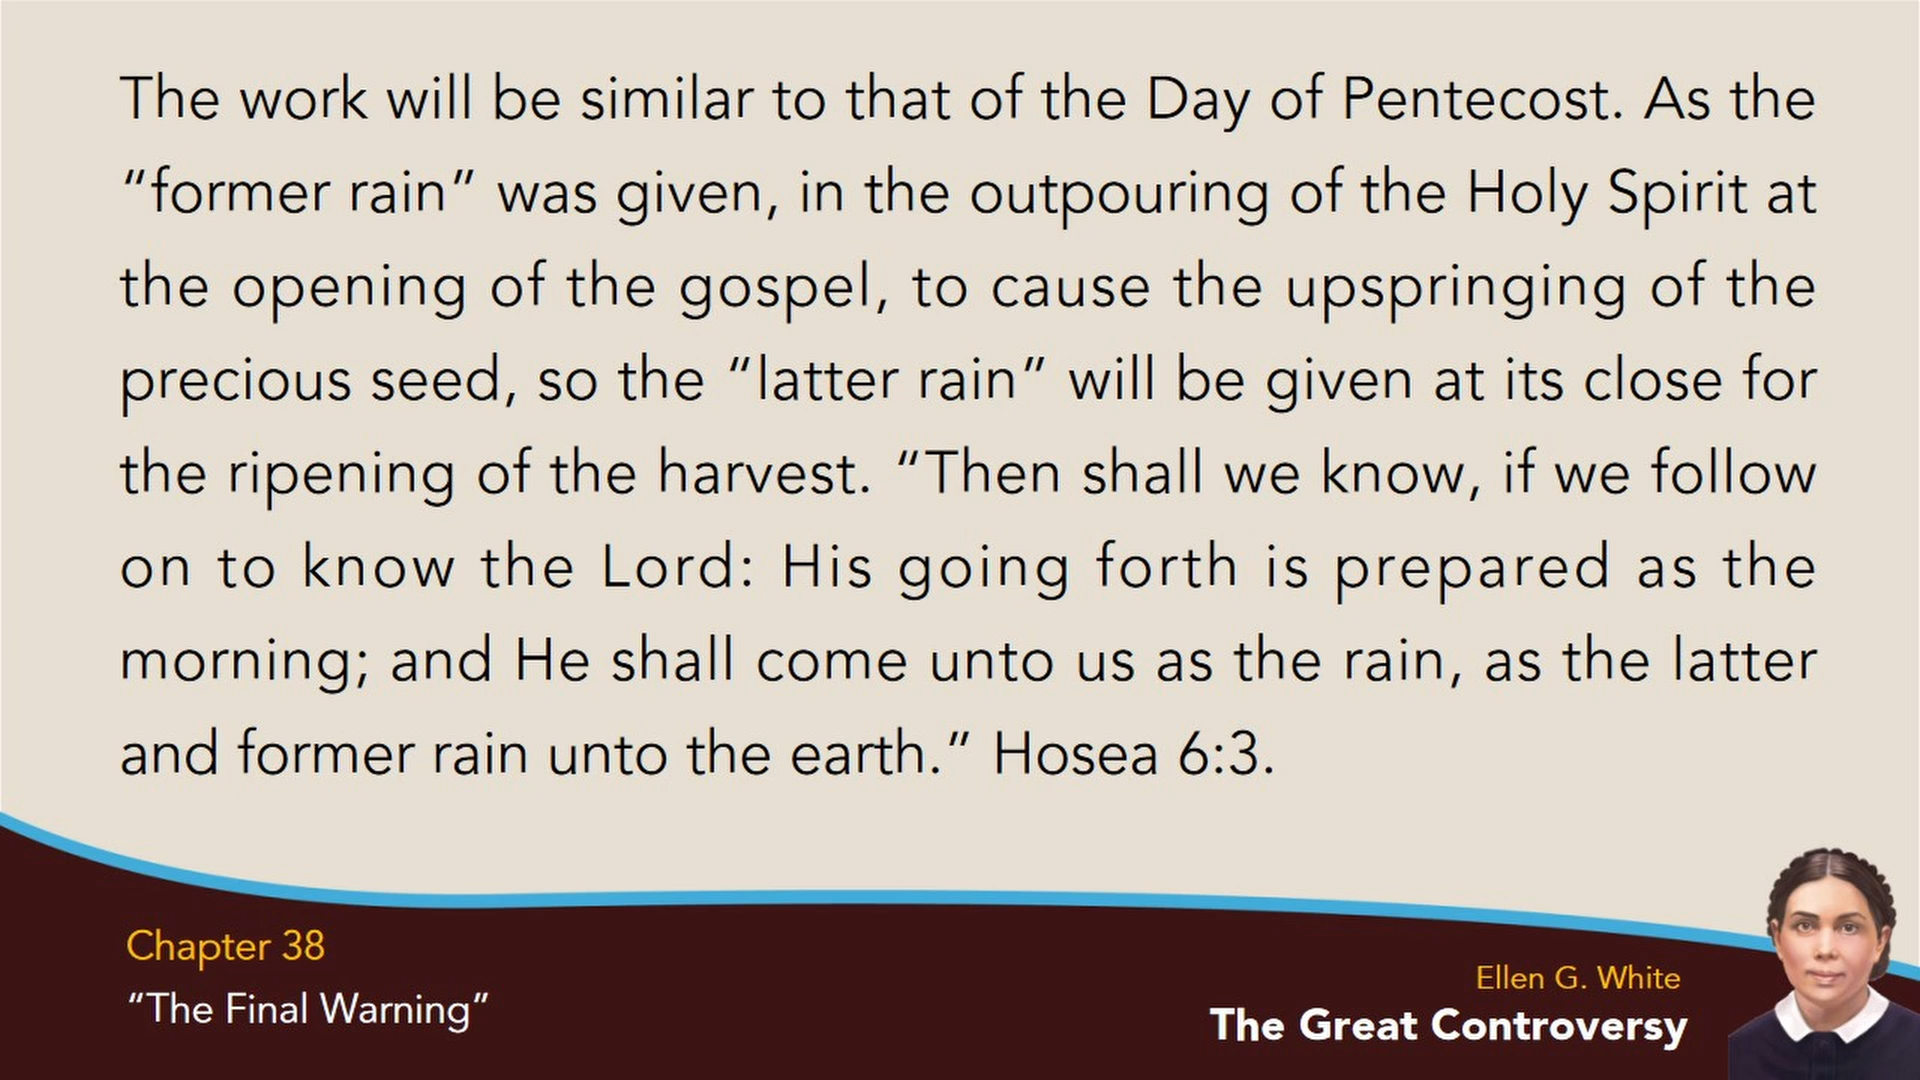 The work will be similar to that of the Day of Pentecost. As the
“former rain” was given, in the outpouring of the Holy Spirit at
the opening of the gospel, to cause the upspringing of the
precious seed, so the “latter rain” will be given at its close for
the ripening of the harvest. “Then shall we know, if we follow
on to know the Lord: His going forth is prepared as the
morning; and He shall come unto us as the rain, as the latter
and former rain unto the earth.” Hosea 6:3.
Chapter 38
“The Final Warning”
Ellen G. White
The Great Controversy